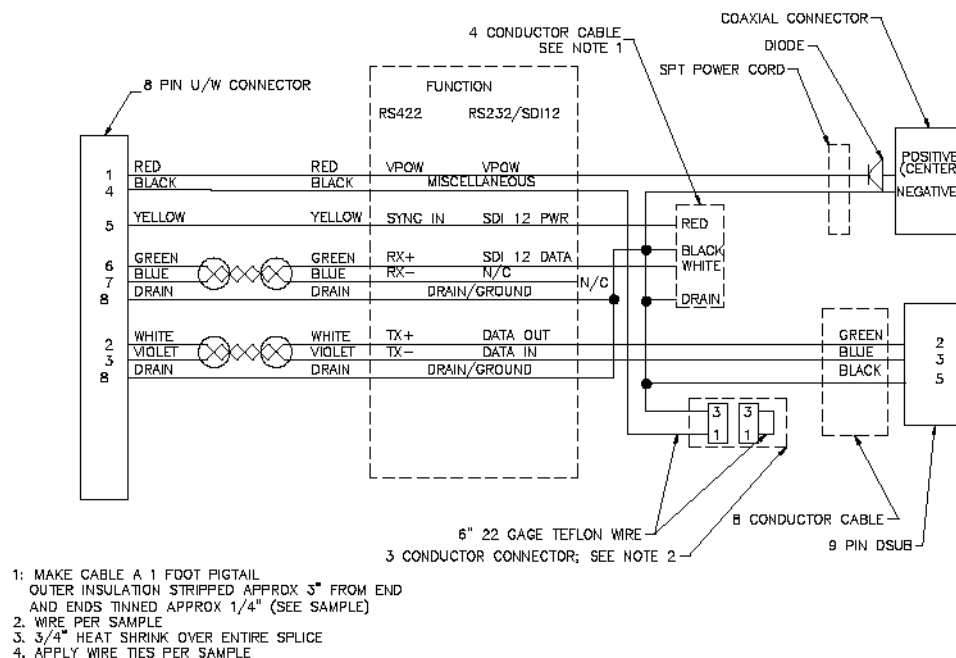 COAXIAL CONNECTOR
4 CONDUCTOR CABLE
SEE NOTE 1
DIODE
SPT POWER CORD
8 PIN U/W CONNECTOR
FUNCTION
RS422 RS232/SDI12
1 RED RED VPOW VPOW
POSITIVE
(CENTER
4 BLACK BLACK MISCELLANEOUS
NEGATIVE
5 YELLOW YELLOW SYNC IN SDI 12 PWR RED
BLACK
6 GREEN GREEN RX+ SDI 12 DATA WHITE
7 BLUE BLUE RX- N/C N/C
8 DRAIN DRAIN DRAIN/GROUND DRAIN
2 WHITE WHITE TX+ DATA OUT GREEN 2
3 VIOLET VIOLET TX- DATA IN BLUE 3
8 DRAIN DRAIN DRAIN/GROUND BLACK 5
3 3
1 1
6" 22 GAGE TEFLON WIRE
8 CONDUCTOR CABLE
3 CONDUCTOR CONNECTOR; SEE NOTE 2
9 PIN DSUB
1: MAKE CABLE A 1 FOOT PIGTAIL
OUTER INSULATION STRIPPED APPROX 3" FROM END
AND ENDS TINNED APPROX 1/4" (SEE SAMPLE)
2. WIRE PER SAMPLE
3. 3/4" HEAT SHRINK OVER ENTIRE SPLICE
4. APPLY WIRE TIES PER SAMPLE